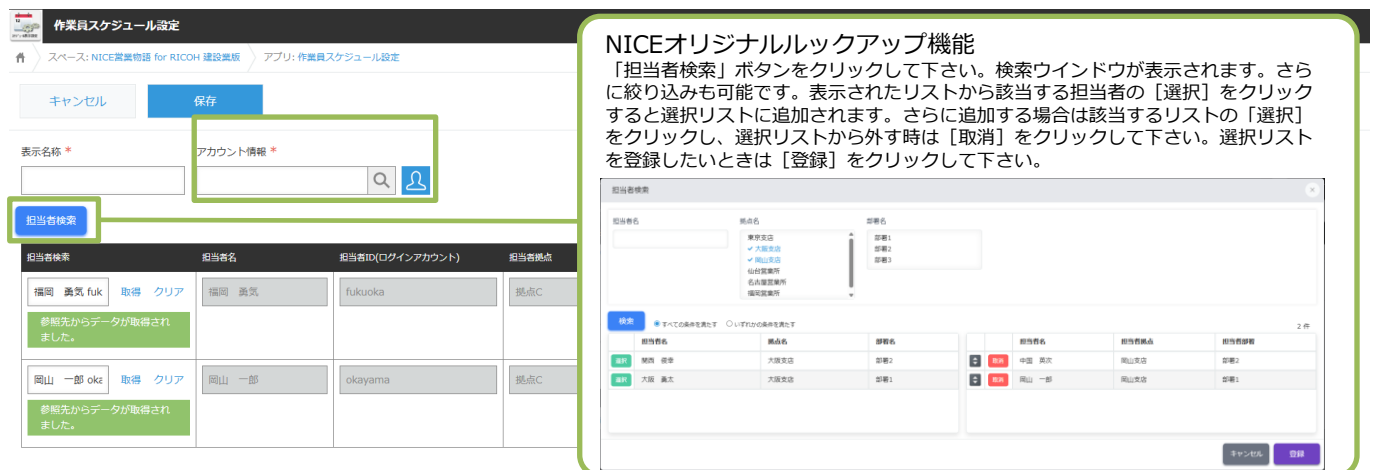 作業員スケジュール設定
スペース: NICE営業物語 for RICOH 建設業版
アプリ: 作業員スケジュール設定
キャンセル
保存
表示名称 *
アカウント情報 *
担当者検索
担当者検索 担当者名 担当者ID(ログインアカウント) 担当者拠点
福岡　勇気 fuk 取得 クリア 福岡　勇気 fukuoka 拠点C
参照先からデータが取得され
ました。
岡山　一郎 oka 取得 クリア 岡山　一郎 okayama 拠点C
参照先からデータが取得され
ました。
NICEオリジナルルックアップ機能
「担当者検索」ボタンをクリックして下さい。検索ウインドウが表示されます。さら
に絞り込みも可能です。表示されたリストから該当する担当者の［選択］をクリック
すると選択リストに追加されます。さらに追加する場合は該当するリストの「選択］
をクリックし、選択リストから外す時は［取消］をクリックして下さい。選択リスト
を登録したいときは［登録］をクリックして下さい。
担当者検索
担当者名 拠点名 部署名
東京支店
✓ 大阪支店
✓ 岡山支店
仙台営業所
名古屋営業所
福岡営業所
部署1
部署2
部署3
検索 すべての条件を満たす いずれかの条件を満たす
2 件
担当者名 拠点名 部署名
選択 関西　俊幸 大阪支店 部署2
選択 大阪　勇太 大阪支店 部署1
担当者名 担当者拠点 担当者部署
取消 中国　英次 岡山支店 部署2
取消 岡山　一郎 岡山支店 部署1
キャンセル 登録